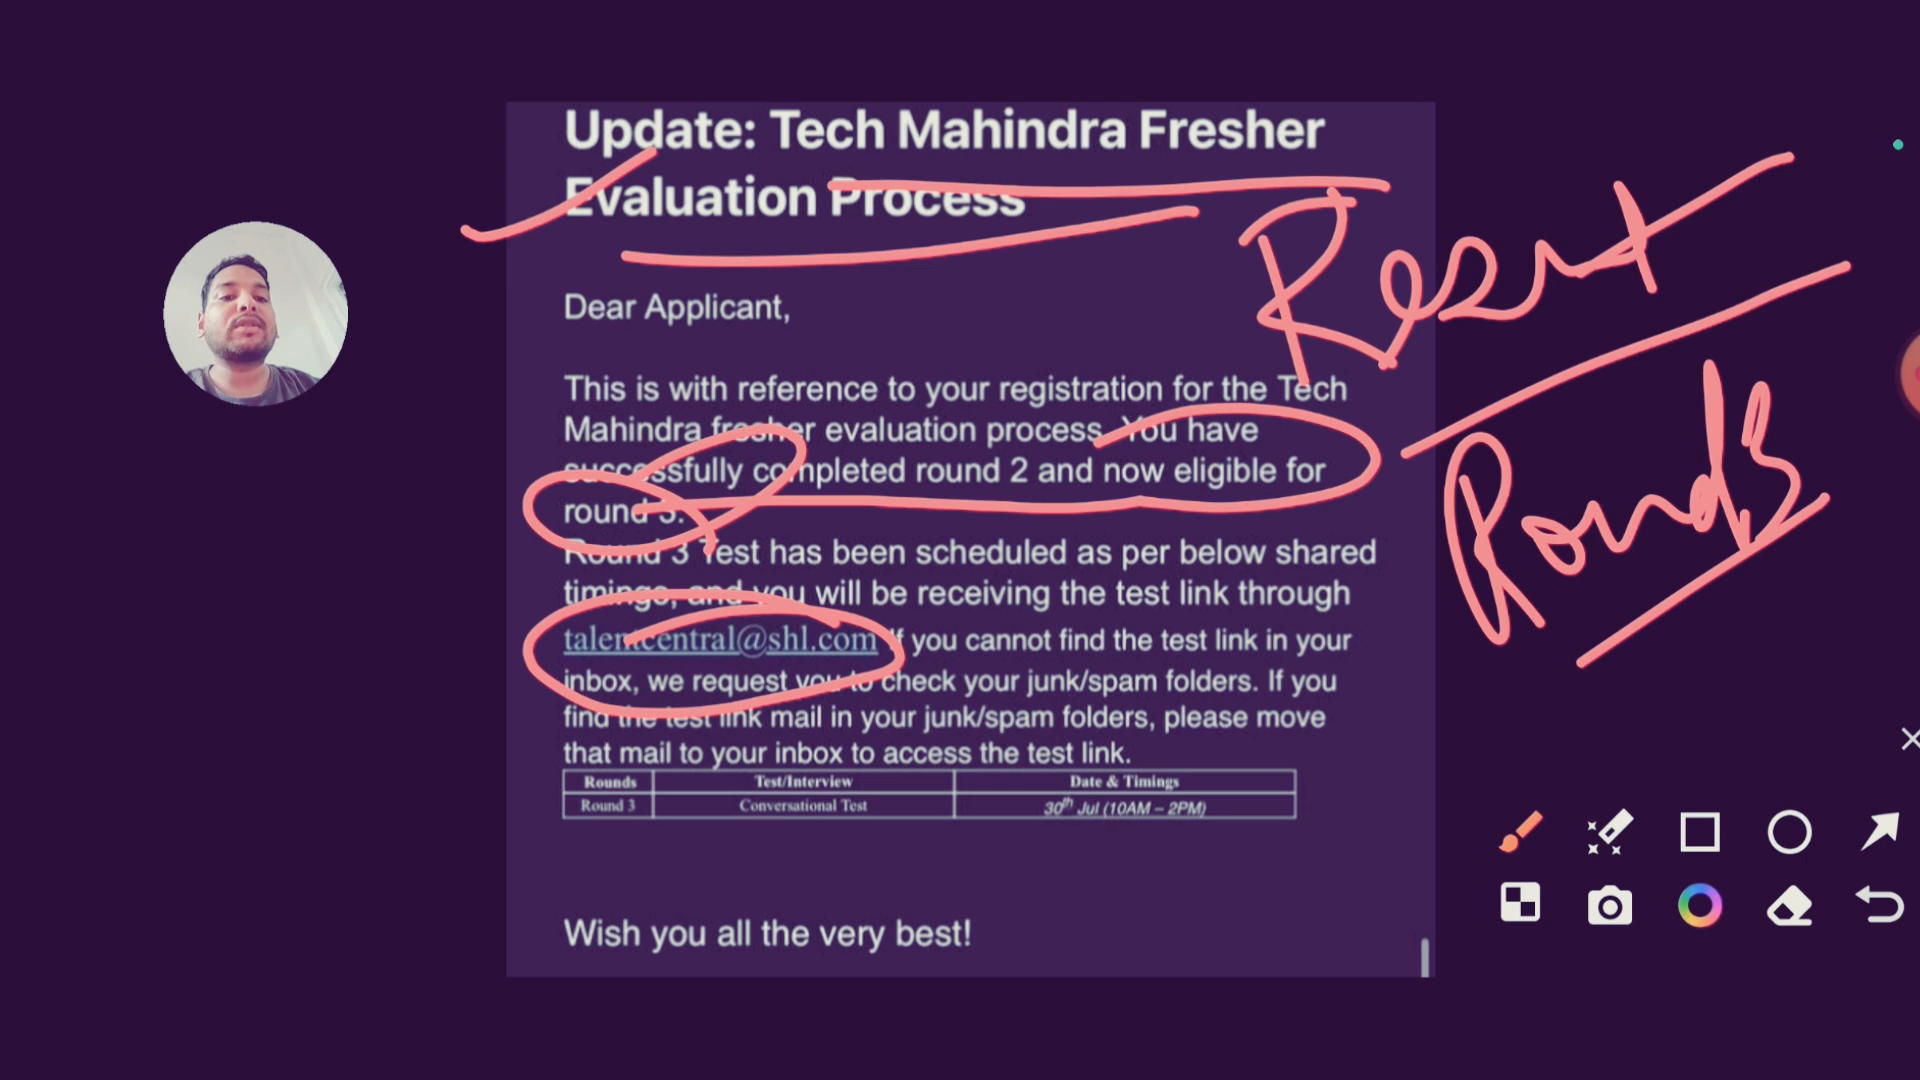 Update: Tech Mahindra Fresher
Evaluation Process
Dear Applicant,
This is with reference to your registration for the Tech
Mahindra fresher evaluation process. You have
successfully completed round 2 and now eligible for
round 3.
Round 3 Test has been scheduled as per below shared
timings, and you will be receiving the test link through
talentcentral@shl.com If you cannot find the test link in your
inbox, we request you to check your junk/spam folders. If you
find the test link mail in your junk/spam folders, please move
that mail to your inbox to access the test link.
Rounds Test/Interview Date & Timings
Round 3 Conversational Test 30th Jul (10AM – 2PM)
Wish you all the very best!
Round 3